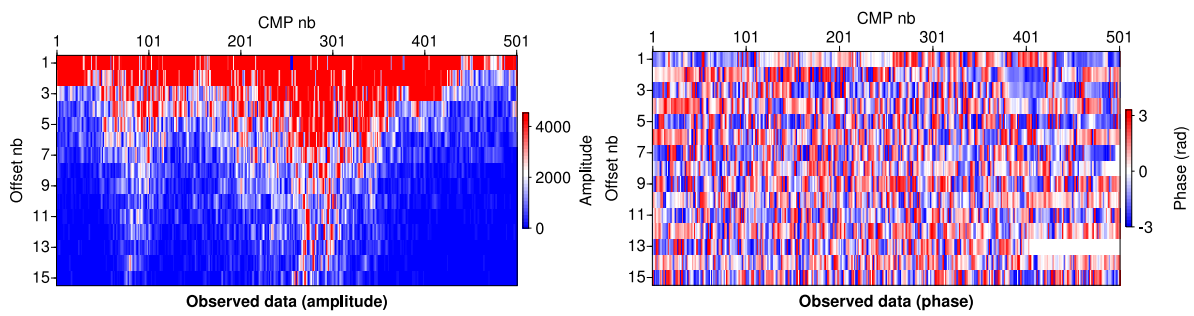 CMP nb
1 101 201 301 401 501
1
3
5
7
9
11
13
15
Offset nb
4000
2000
0
Amplitude
Observed data (amplitude)
CMP nb
1 101 201 301 401 501
1
3
5
7
9
11
13
15
Offset nb
3
0
-3
Phase (rad)
Observed data (phase)